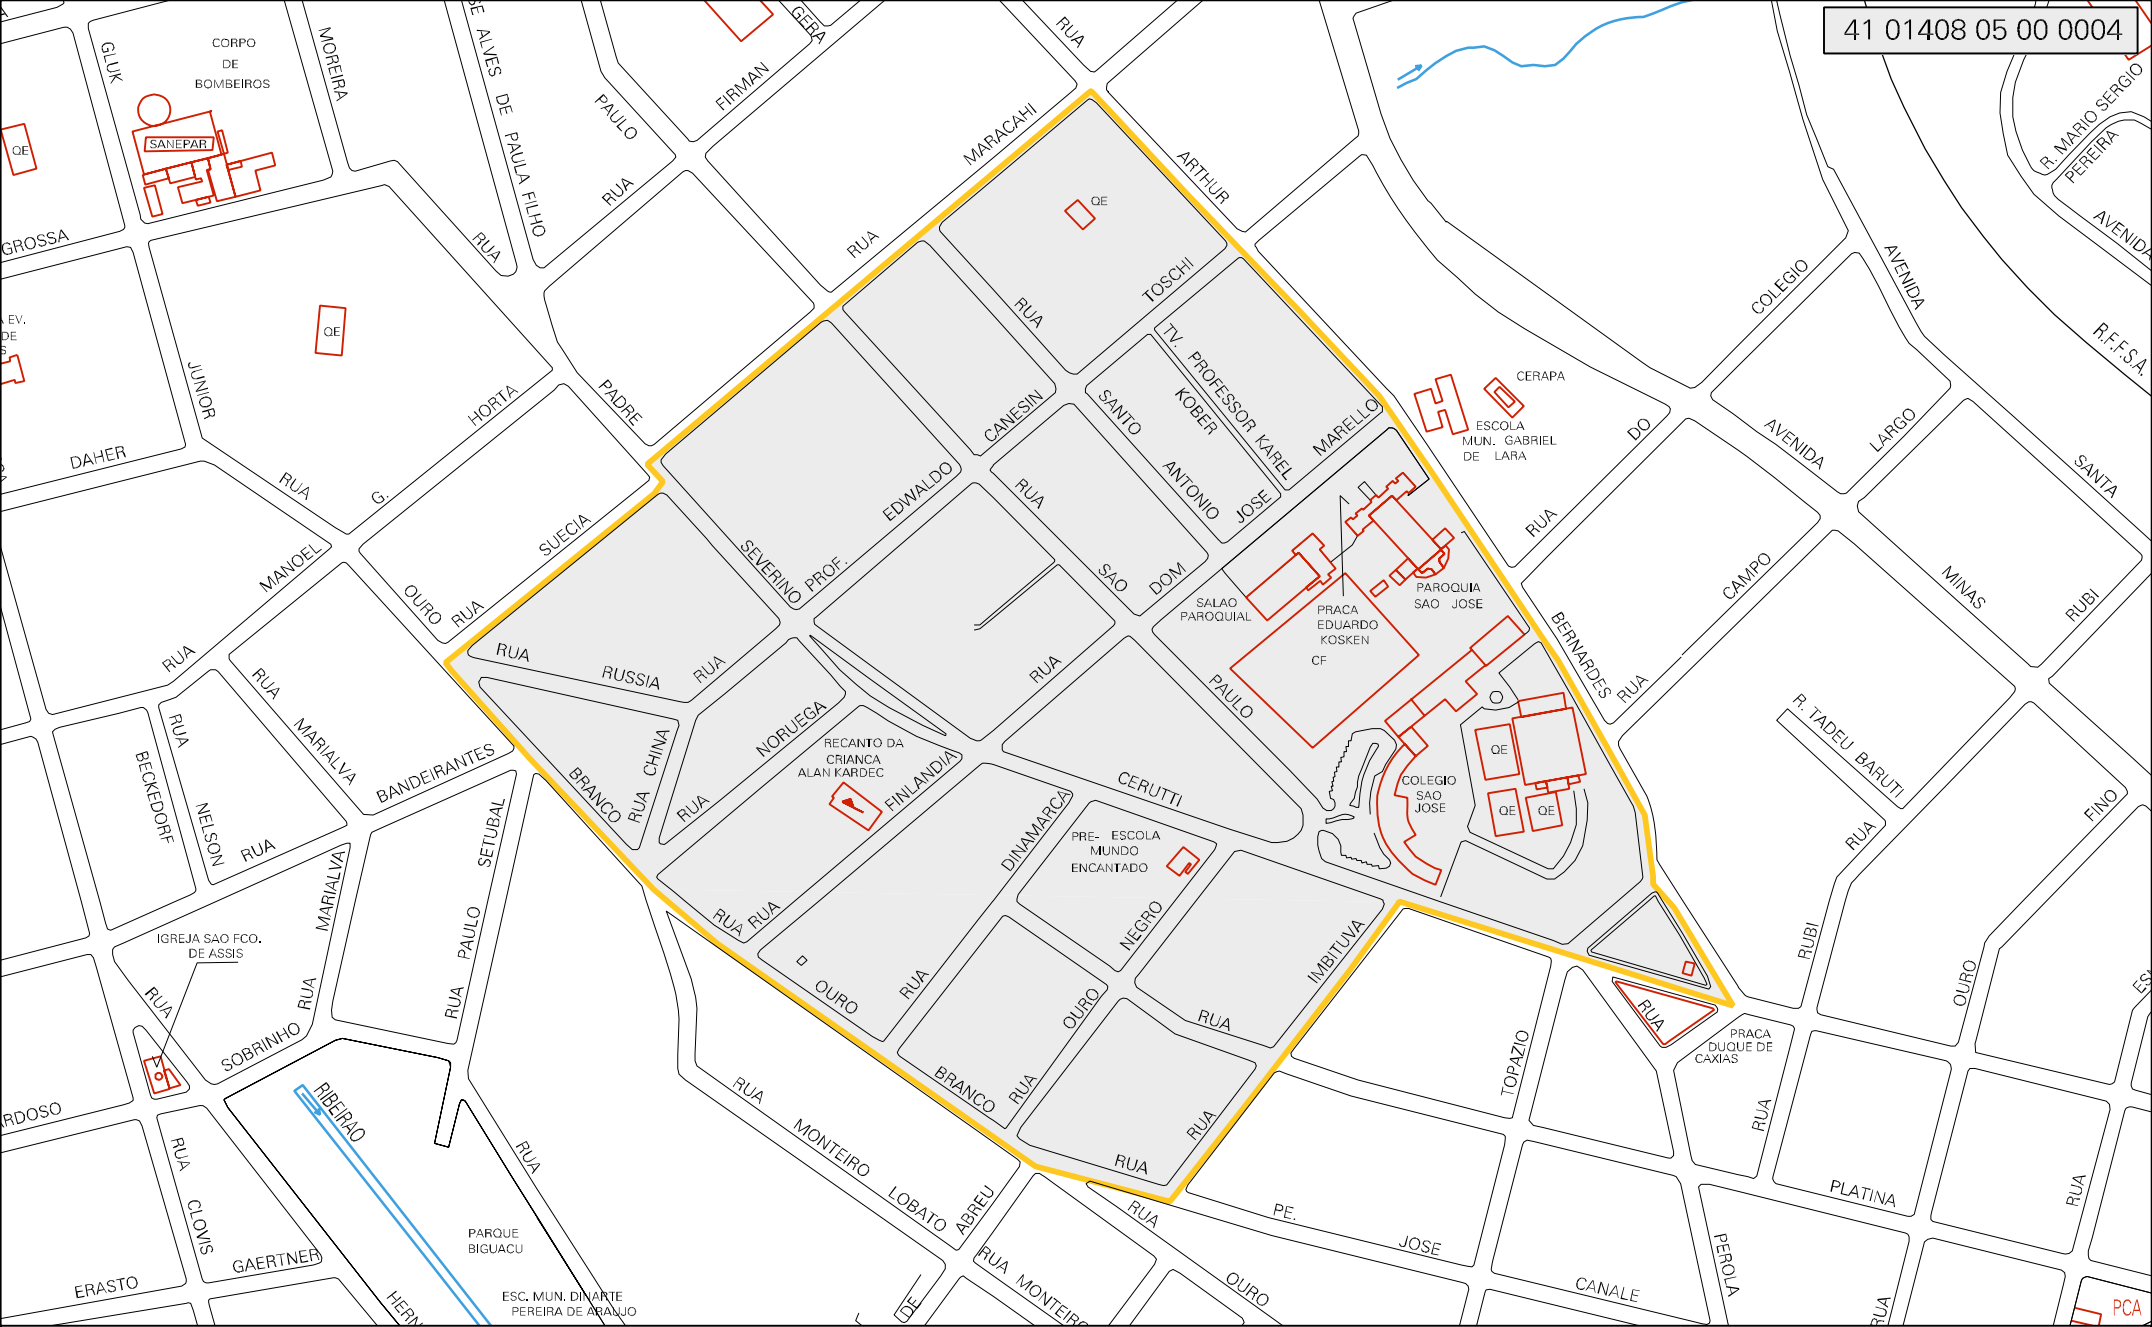 41 01408 05 00 0004
GLUK
CORPO
DE
BOMBEIROS
MOREIRA
ALVES DE PAULA FILHO
PAULO
GERA
FIRMAN
RUA
MARACAHI
ARTHUR
R. MARIO SERGIO
PEREIRA
AVENIDA
QE
SANEPAR
RUA
RUA
RUA
GROSSA
QE
RUA
TOSCHI
COLEGIO
AVENIDA
R.F.F.S.A.
EV.
DE
QE
JUNIOR
HORTA
PADRE
TV. PROFESSOR KAREL
KOBER
SANTO
ANTONIO
CANESIN
MARELLO
CERAPA
ESCOLA
MUN. GABRIEL
DE LARA
DO
AVENIDA
LARGO
SANTA
DAHER
RUA
G.
EDWALDO
RUA
JOSE
RUA
SUECIA
SEVERINO
PROF.
MANOEL
OURO
RUA
SAO
DOM
SALAO
PAROQUIAL
PRACA
EDUARDO
KOSKEN
CF
PAROQUIA
SAO JOSE
CAMPO
MINAS
RUBI
BERNARDES
RUA
RUA
RUSSIA
RUA
RUA
PAULO
RUA
RUA
MARIALVA
BANDEIRANTES
RUA
BECKEDORF
NELSON
RUA
NORUEGA
RUA CHINA
BRANCO
RUA
RECANTO DA
CRIANCA
ALAN KARDEC
FINLANDIA
CERUTTI
COLEGIO
SAO
JOSE
QE
QE
QE
R. TADEU BARUTI
RUA
FINO
SETUBAL
PAULO
RUA
MARIALVA
RUA
DINAMARCA
PRE- ESCOLA
MUNDO
ENCANTADO
RUA
RUA
NEGRO
IMBITUVA
RUBI
IGREJA SAO FCO.
DE ASSIS
RUA
SOBRINHO
OURO
RUA
OURO
RUA
RUA
PRACA
DUQUE DE
CAXIAS
OURO
TOPAZIO
RIBEIRAO
RUA
BRANCO
RUA
RUA
RUA
RUA
ARDOSO
RUA
MONTEIRO
LOBATO
ABREU
RUA
PE.
JOSE
PLATINA
RUA
RUA
CLOVIS
GAERTNER
PARQUE
BIGUACU
ERASTO
HERN
ESC. MUN. DINARTE
PEREIRA DE ARAUJO
RUA MONTEIRO
DE
OURO
CANALE
PEROLA
RUA
PCA